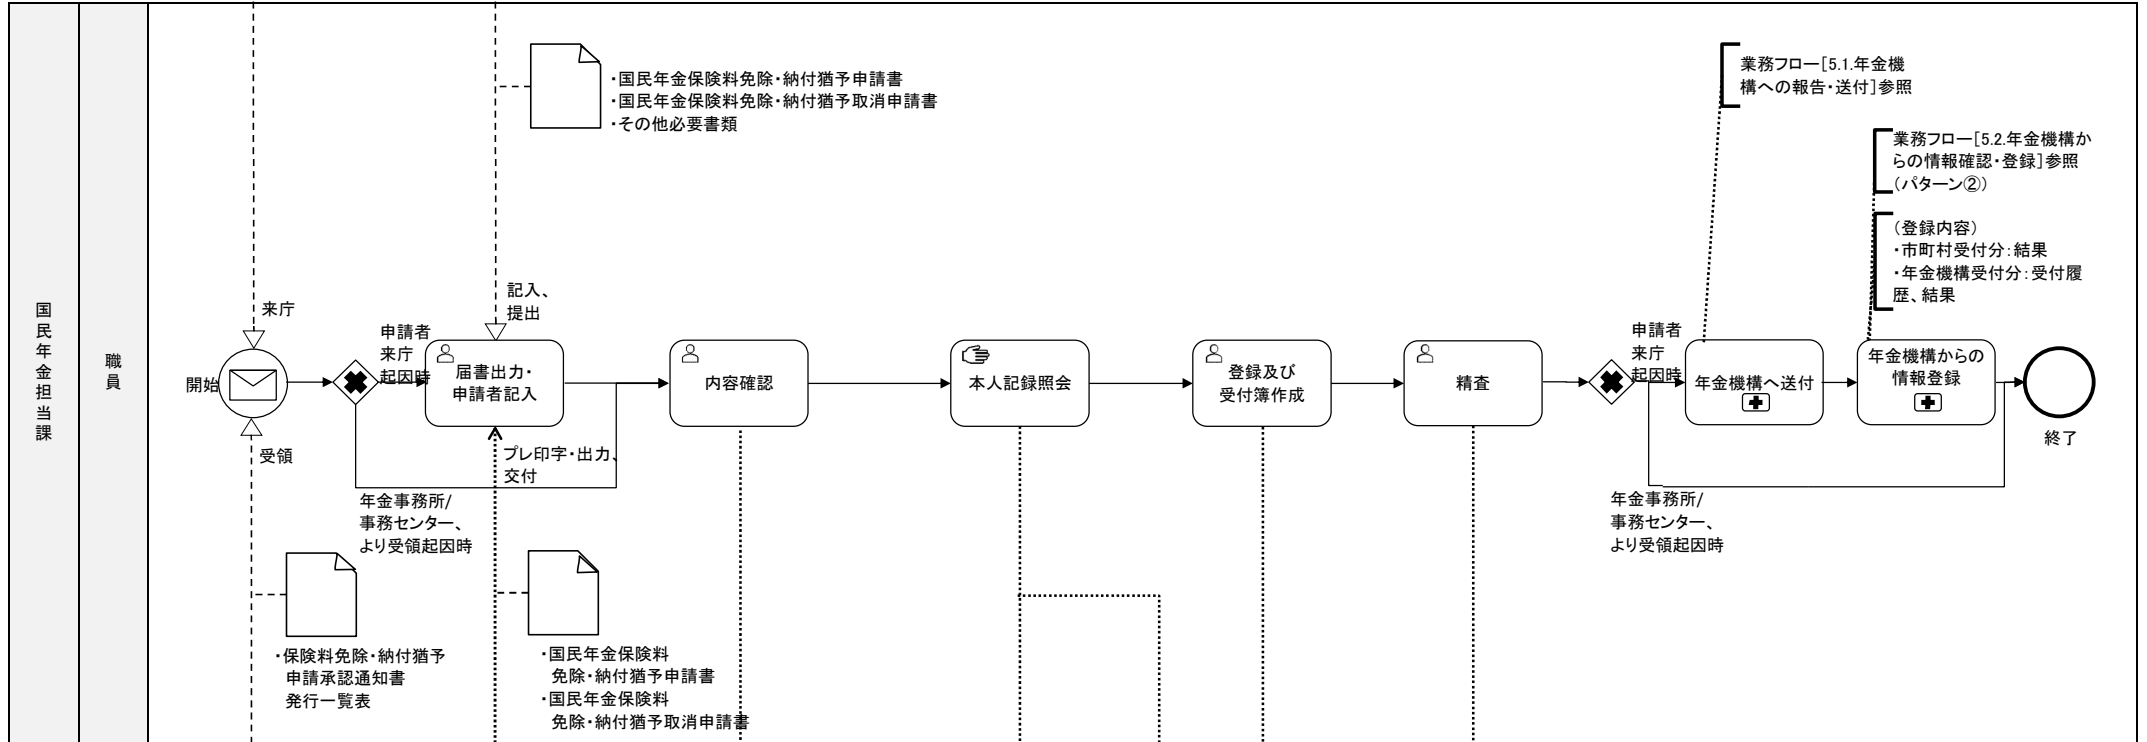 国民年金担当課
職員
・国民年金保険料免除・納付猶予申請書
・国民年金保険料免除・納付猶予取消申請書
・その他必要書類
業務フロー[5.1.年金機
構への報告・送付]参照
業務フロー[5.2.年金機構か
らの情報確認・登録]参照
(パターン②)
(登録内容)
・市町村受付分:結果
・年金機構受付分:受付履
歴、結果
来庁
開始
受領
申請者
来庁
起因時
記入、
提出
届書出力・
申請者記入
プレ印字・出力、
交付
年金事務所/
事務センター、
より受領起因時
内容確認
本人記録照会
登録及び
受付簿作成
精査
申請者
来庁
起因時
年金機構へ送付
年金機構からの
情報登録
終了
年金事務所/
事務センター、
より受領起因時
・保険料免除・納付猶予
申請承認通知書
発行一覧表
・国民年金保険料
免除・納付猶予申請書
・国民年金保険料
免除・納付猶予取消申請書